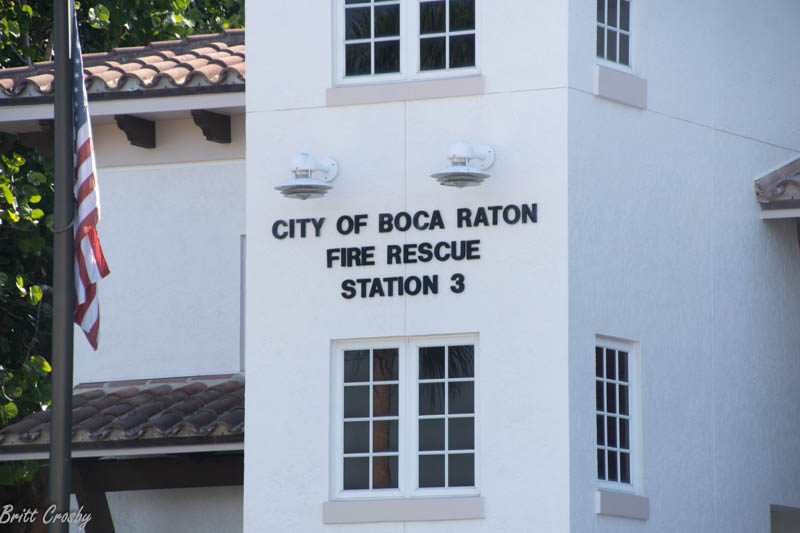 CITY OF BOCA RATON
FIRE RESCUE
STATION 3
Britt Crosby